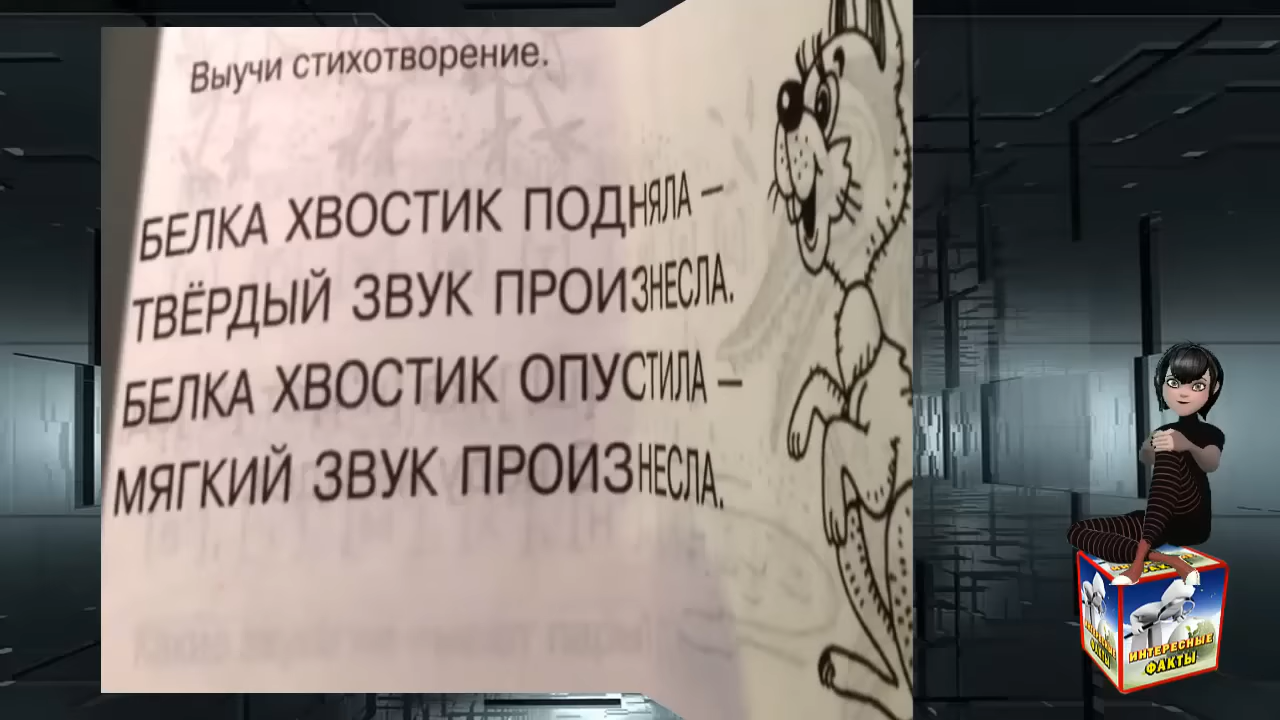 Выучи стихотворение.
БЕЛКА ХВОСТИК ПОДНЯЛА –
ТВЁРДЫЙ ЗВУК ПРОИЗНЕСЛА.
БЕЛКА ХВОСТИК ОПУСТИЛА –
МЯГКИЙ ЗВУК ПРОИЗНЕСЛА.
ИНТЕРЕСНЫЕ
ФАКТЫ